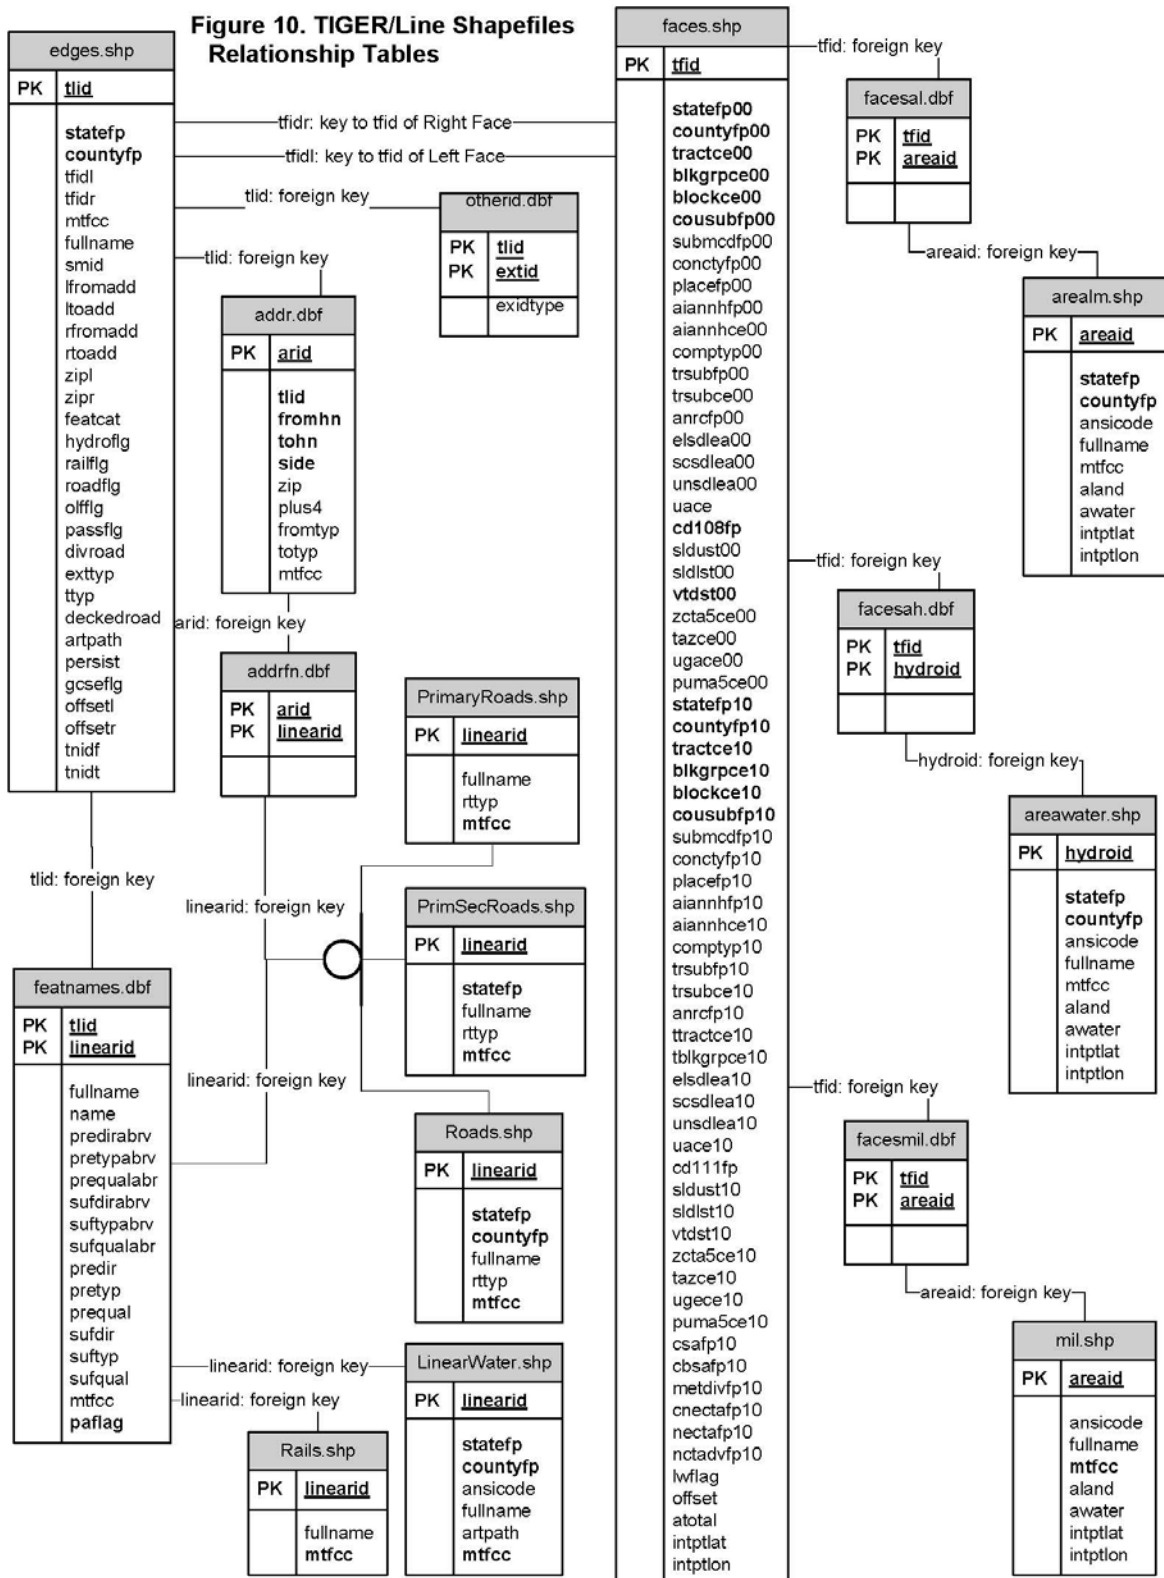 Figure 10. TIGER/Line Shapefiles
Relationship Tables
edges.shp
PK tlid
statefp
countyfp
tfidl
tfidr
mtfcc
fullname
smid
lfromadd
ltoadd
rfromadd
rtoadd
zipl
zipr
featcat
hydroflg
railflg
roadflg
olfflg
passflg
divroad
exttyp
ttyp
deckedroad
artpath
persist
gcseflg
offsetl
offsetr
tnidf
tnidt
tfidr: key to tfid of Right Face
tfidl: key to tfid of Left Face
tlid: foreign key
otherid.dbf
PK tlid
PK extid
exidtype
tlid: foreign key
addr.dbf
PK arid
tlid
fromhn
tohn
side
zip
plus4
fromtyp
totyp
mtfcc
arid: foreign key
addrfn.dbf
PK arid
PK linearid
linearid: foreign key
PrimaryRoads.shp
PK linearid
fullname
rttyp
mtfcc
PrimSecRoads.shp
PK linearid
statefp
fullname
rttyp
mtfcc
Roads.shp
PK linearid
statefp
countyfp
fullname
rttyp
mtfcc
tlid: foreign key
featnames.dbf
PK tlid
PK linearid
fullname
name
predirabrv
pretypabrv
prequalabr
sufdirabrv
suftypabrv
sufqualabr
predir
pretyp
prequal
sufdir
suftyp
sufqual
mtfcc
paflag
linearid: foreign key
linearid: foreign key
LinearWater.shp
PK linearid
statefp
countyfp
ansicode
fullname
artpath
mtfcc
linearid: foreign key
Rails.shp
PK linearid
fullname
mtfcc
faces.shp
PK tfid
statefp00
countyfp00
tractce00
blkgrpce00
blockce00
cousubfp00
submcdfp00
conctyfp00
placefp00
aiannhfp00
aiannhce00
comptyp00
trsubfp00
trsubce00
anrcfp00
elsdlea00
scsdlea00
unsdlea00
uace
cd108fp
sldust00
sldlst00
vtdst00
zcta5ce00
tazce00
ugace00
puma5ce00
statefp10
countyfp10
tractce10
blkgrpce10
blockce10
cousubfp10
submcdfp10
conctyfp10
placefp10
aiannhfp10
aiannhce10
comptyp10
trsubfp10
trsubce10
anrcfp10
ttractce10
tblkgrpce10
elsdlea10
scsdlea10
unsdlea10
uace10
cd111fp
sldust10
sldlst10
vtdst10
zcta5ce10
tazce10
ugece10
puma5ce10
csafp10
cbsafp10
metdivfp10
cnectafp10
nectafp10
nctadvfp10
lwflag
offset
atotal
intptlat
intptlon
tfid: foreign key
facesal.dbf
PK tfid
PK areaid
areaid: foreign key
arealm.shp
PK areaid
statefp
countyfp
ansicode
fullname
mtfcc
aland
awater
intptlat
intptlon
tfid: foreign key
facesah.dbf
PK tfid
PK hydroid
hydroid: foreign key
areawater.shp
PK hydroid
statefp
countyfp
ansicode
fullname
mtfcc
aland
awater
intptlat
intptlon
tfid: foreign key
facesmil.dbf
PK tfid
PK areaid
areaid: foreign key
mil.shp
PK areaid
ansicode
fullname
mtfcc
aland
awater
intptlat
intptlon